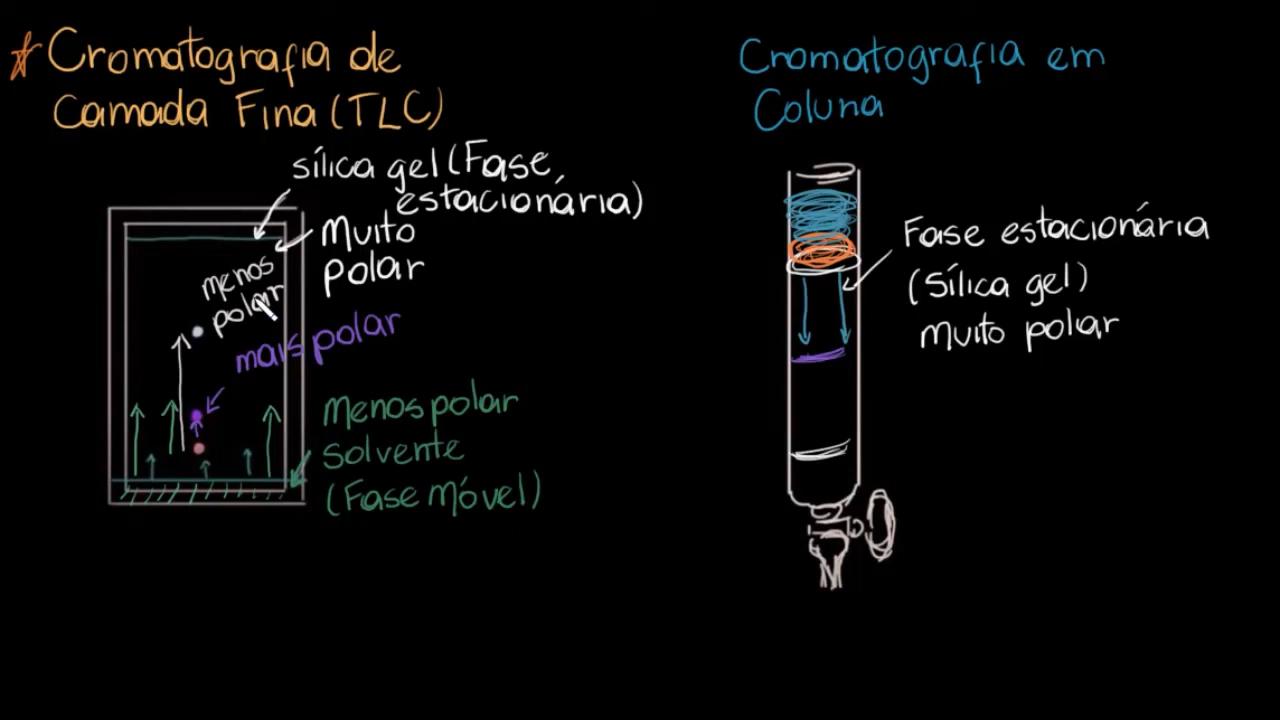 * Cromatografia de
Camada Fina (TLC)
sílica gel (Fase
estacionária)
Muito
polar
menos
polar
mais polar
Menos polar
solvente
(Fase Móvel)
Cromatografia em
Coluna
Fase estacionária
(Sílica gel)
Muito polar